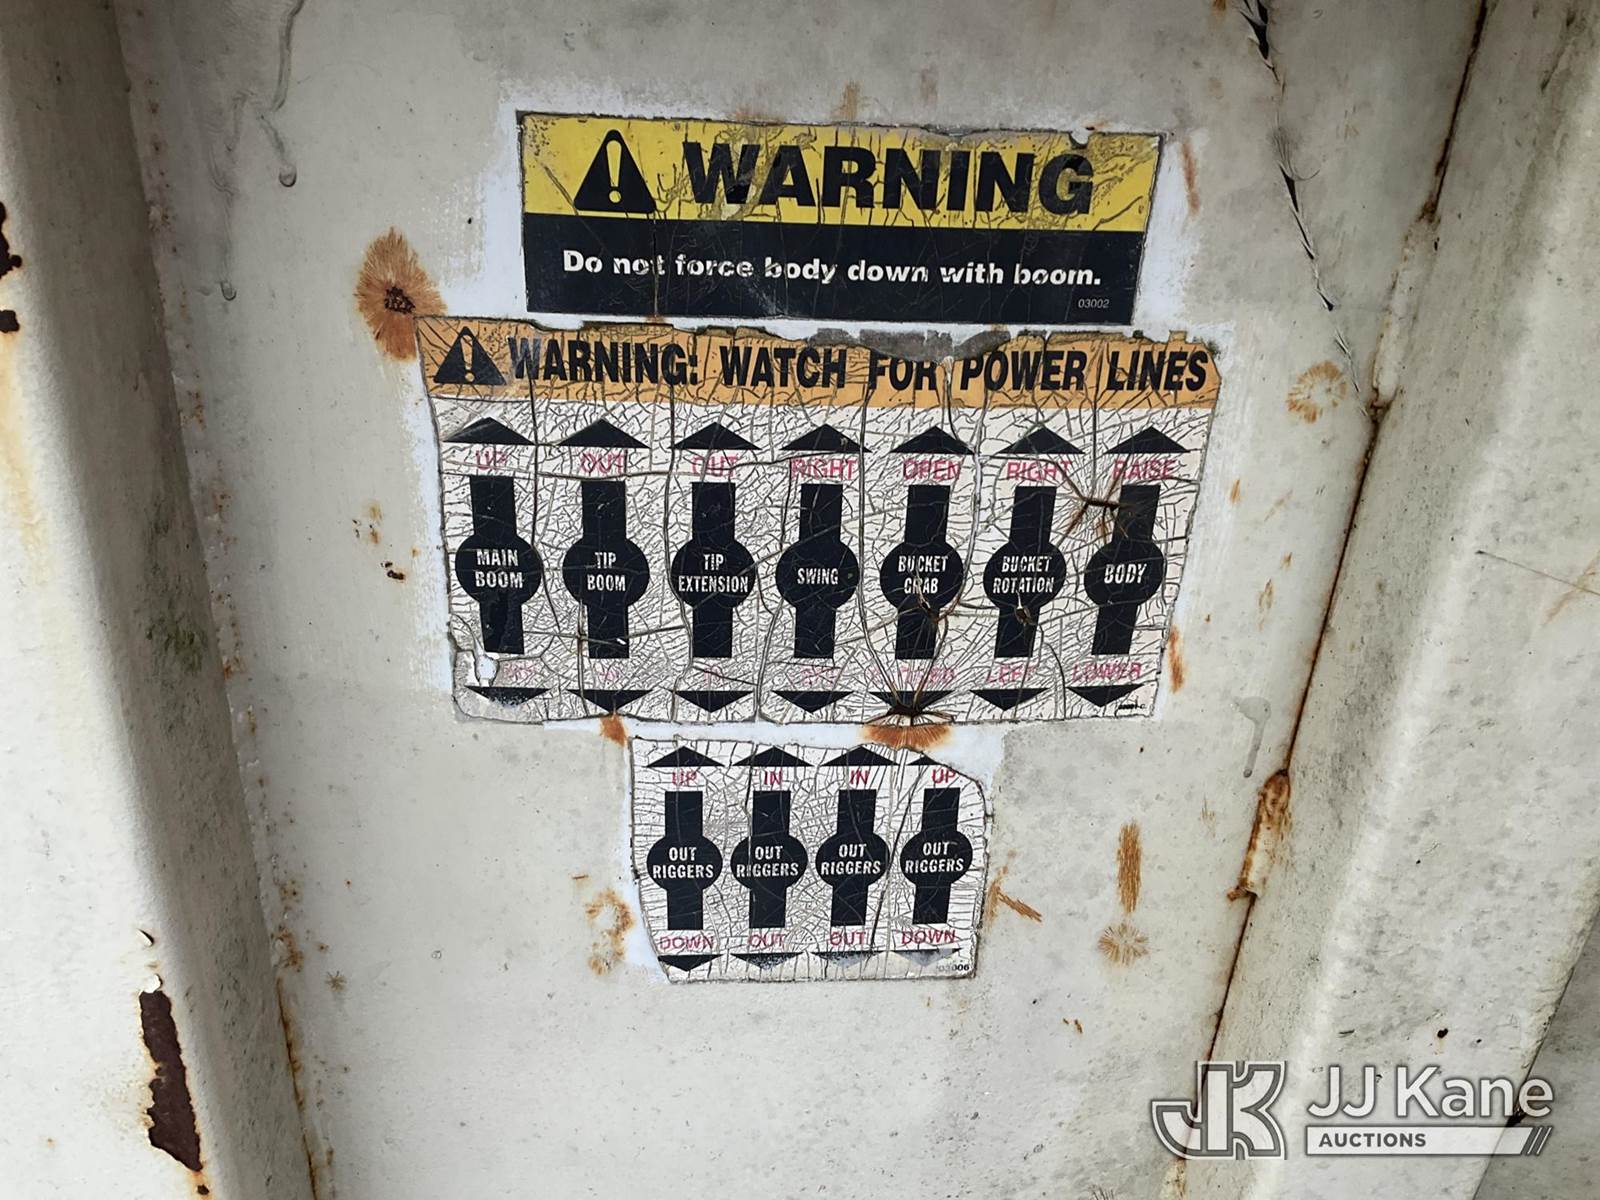 WARNING
Do not force body down with boom.
03002
WARNING: WATCH FOR POWER LINES
UP OUT OUT RIGHT OPEN RIGHT RAISE
MAIN BOOM TIP BOOM TIP EXTENSION SWING BUCKET GRAB BUCKET ROTATION BODY
LEFT LOWER
UP IN IN UP
OUT RIGGERS OUT RIGGERS OUT RIGGERS OUT RIGGERS
DOWN OUT OUT DOWN
03006
JK JJ Kane
AUCTIONS